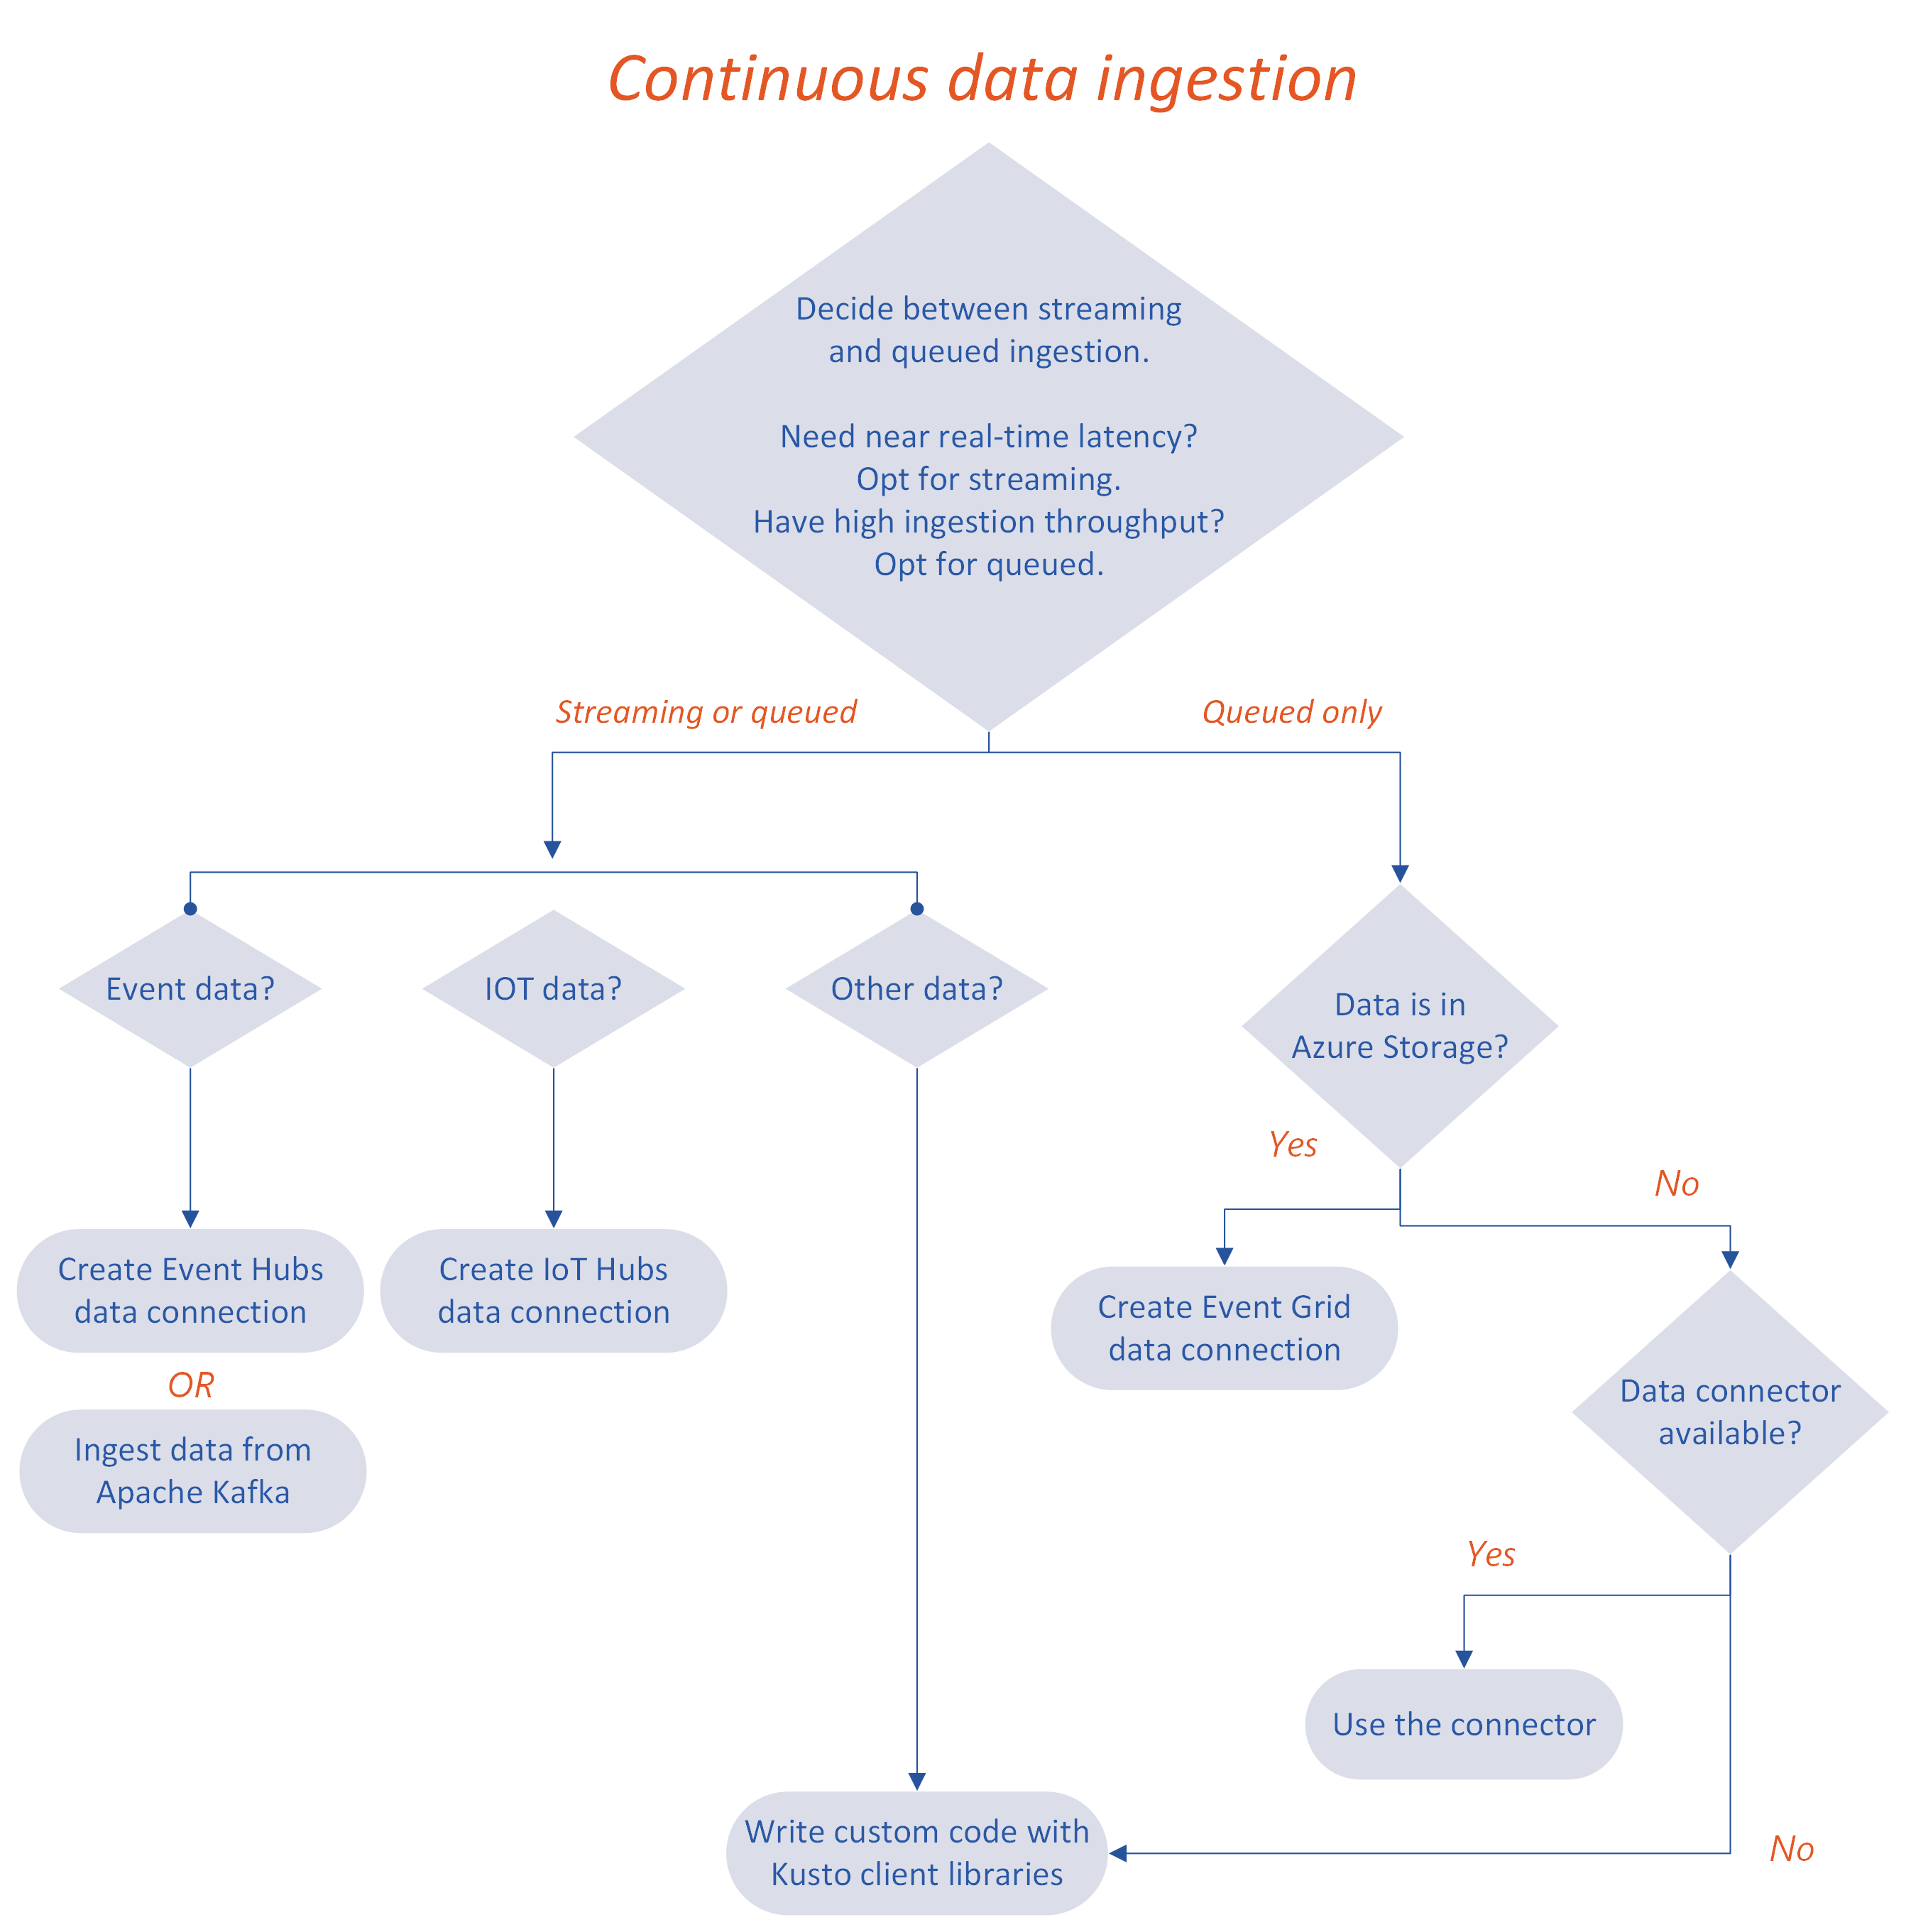 Continuous data ingestion
Decide between streaming
and queued ingestion.
Need near real-time latency?
Opt for streaming.
Have high ingestion throughput?
Opt for queued.
Streaming or queued
Queued only
Event data?
IOT data?
Other data?
Data is in
Azure Storage?
Yes
No
Create Event Hubs
data connection
OR
Ingest data from
Apache Kafka
Create IoT Hubs
data connection
Create Event Grid
data connection
Data connector
available?
Yes
Use the connector
No
Write custom code with
Kusto client libraries